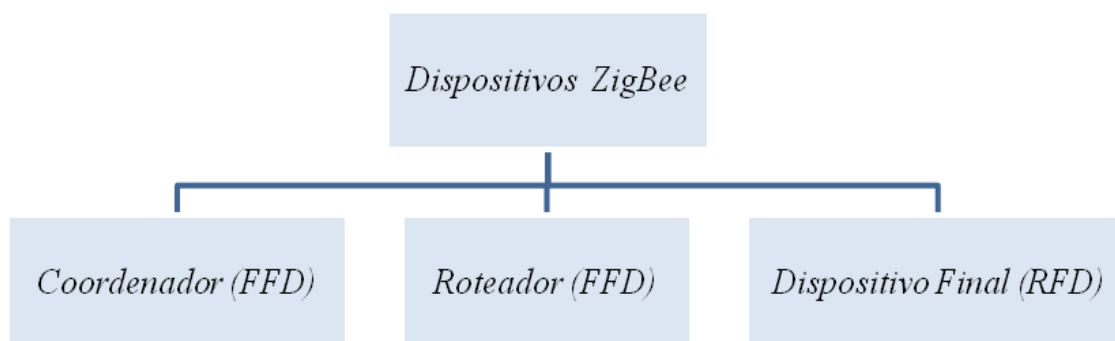 Dispositivos ZigBee
Coordenador (FFD)
Roteador (FFD)
Dispositivo Final (RFD)